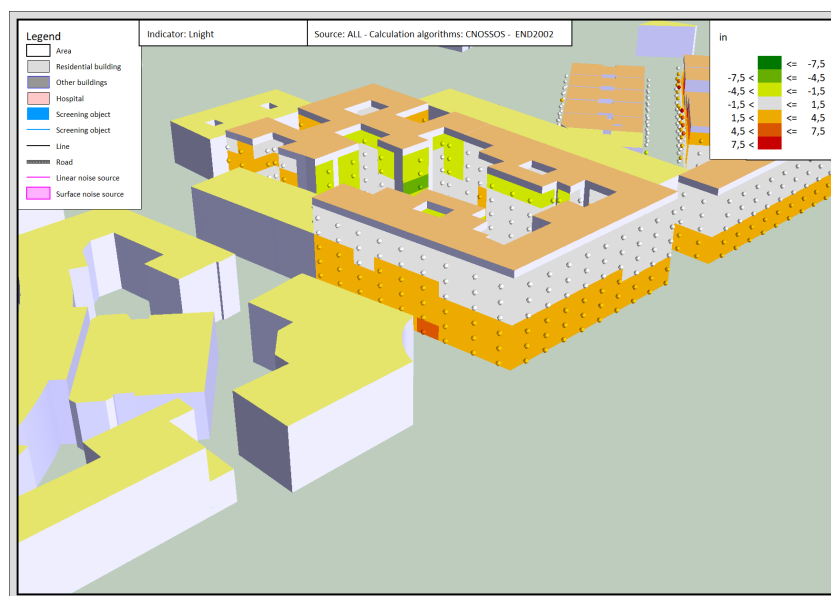 Indicator: Lnight
Source: ALL - Calculation algorithms: CNOSSOS - END2002
Legend
Area
Residential building
Other buildings
Hospital
Screening object
Screening object
Line
Road
Linear noise source
Surface noise source
in
<= -7,5
-7,5 < <= -4,5
-4,5 < <= -1,5
-1,5 < <= 1,5
1,5 < <= 4,5
4,5 < <= 7,5
7,5 <